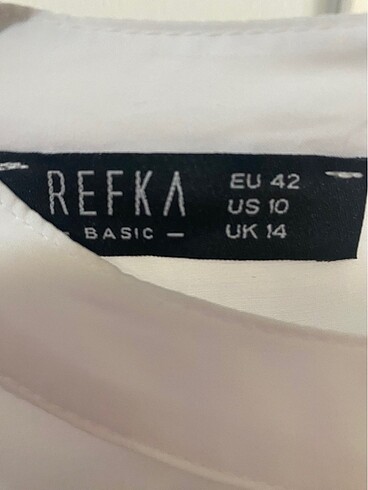 REFKA
- BASIC -
EU 42
US 10
UK 14